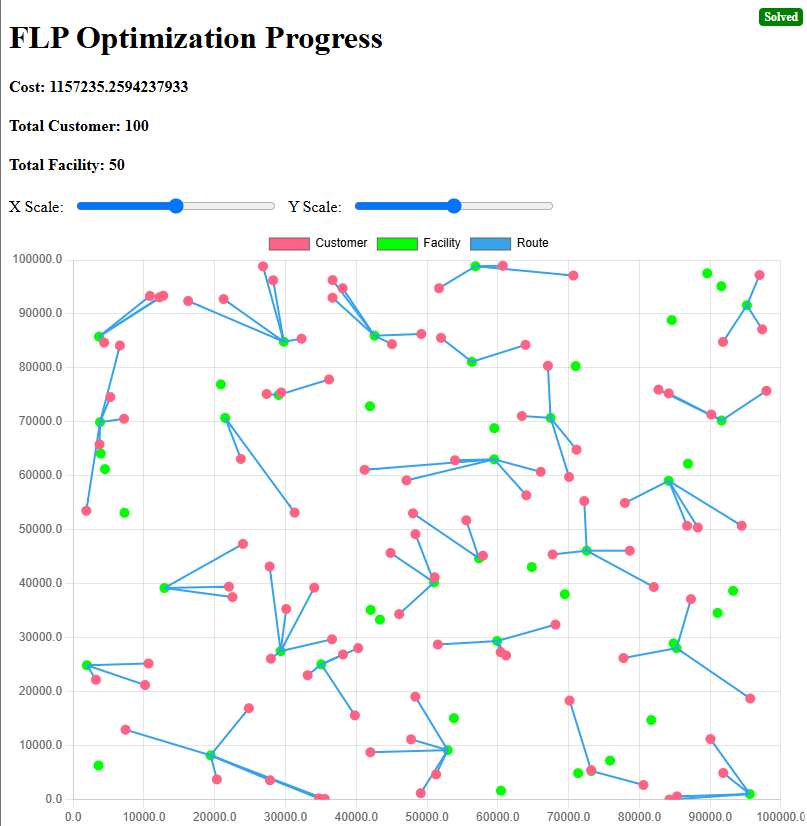 Solved
FLP Optimization Progress
Cost: 1157235.2594237933
Total Customer: 100
Total Facility: 50
X Scale: Y Scale:
Customer Facility Route
100000.0
90000.0
80000.0
70000.0
60000.0
50000.0
40000.0
30000.0
20000.0
10000.0
0.0
0.0 10000.0 20000.0 30000.0 40000.0 50000.0 60000.0 70000.0 80000.0 90000.0 100000.0